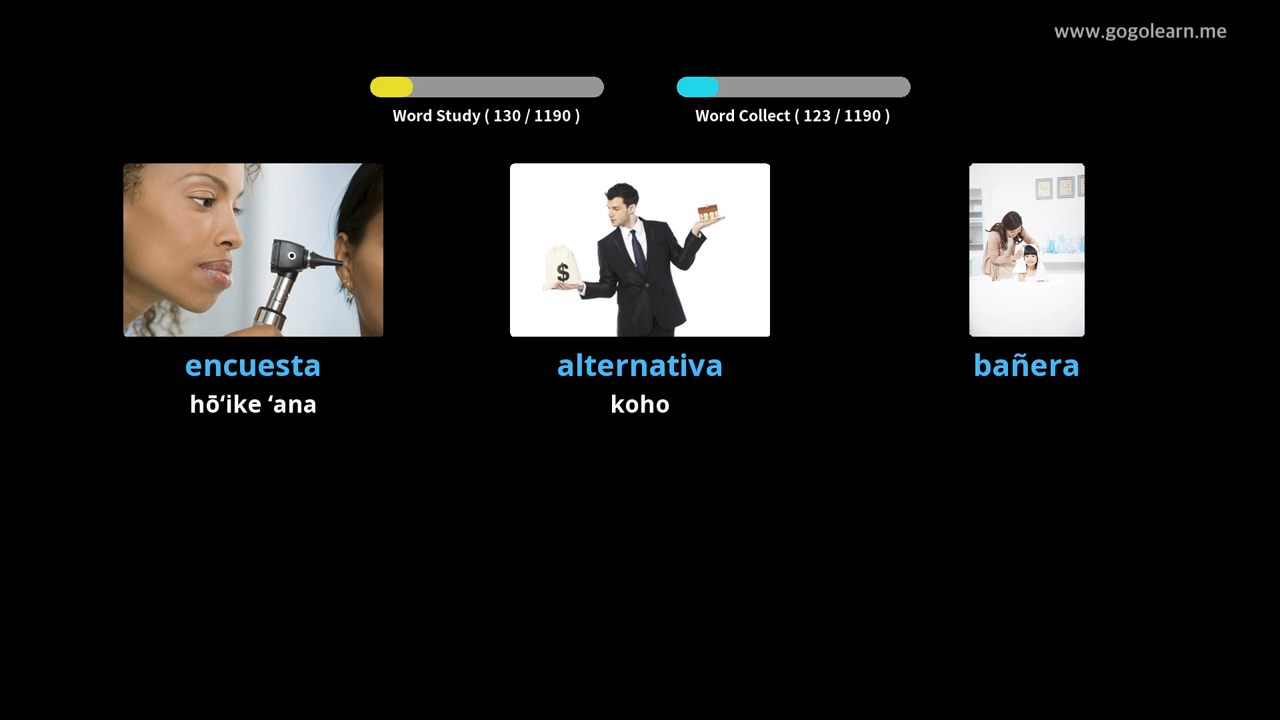 www.gogolearn.me
Word Study ( 130 / 1190 )
Word Collect ( 123 / 1190 )
$
encuesta
alternativa
bañera
hōʻike ʻana
koho